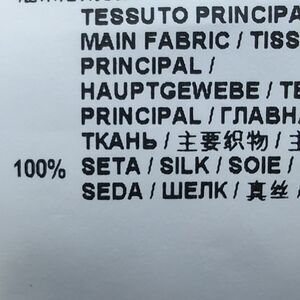 TESSUTO PRINCIPA
MAIN FABRIC / TISS
PRINCIPAL /
HAUPTGEWEBE / TE
PRINCIPAL / ГЛАВНА
ТКАНЬ / 主要织物 /
100% SETA / SILK / SOIE /
SEDA / ШЕЛК / 真丝 /